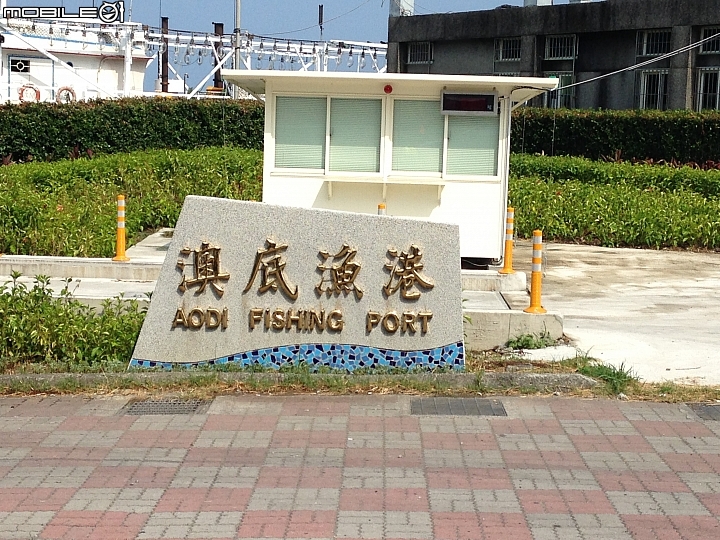 MOBILE01
澳底漁港
AODI FISHING PORT